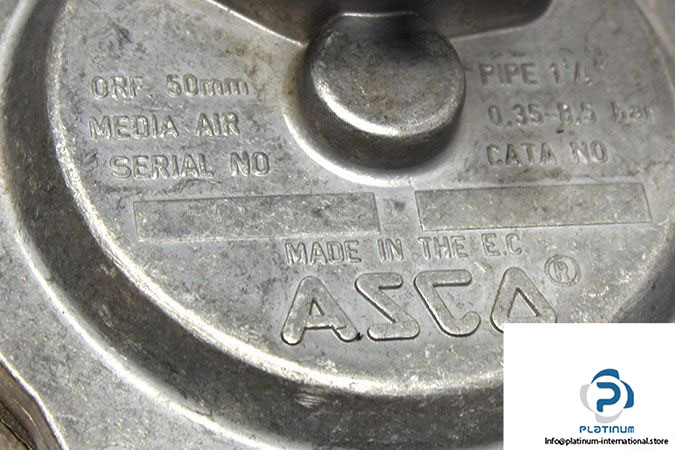 ORF. 50mm
MEDIA AIR
SERIAL NO
PIPE 1½"
0,35-8,5 bar
CATA NO
MADE IN THE E.C
ASCO®
PLATINUM
Info@platinum-international.store